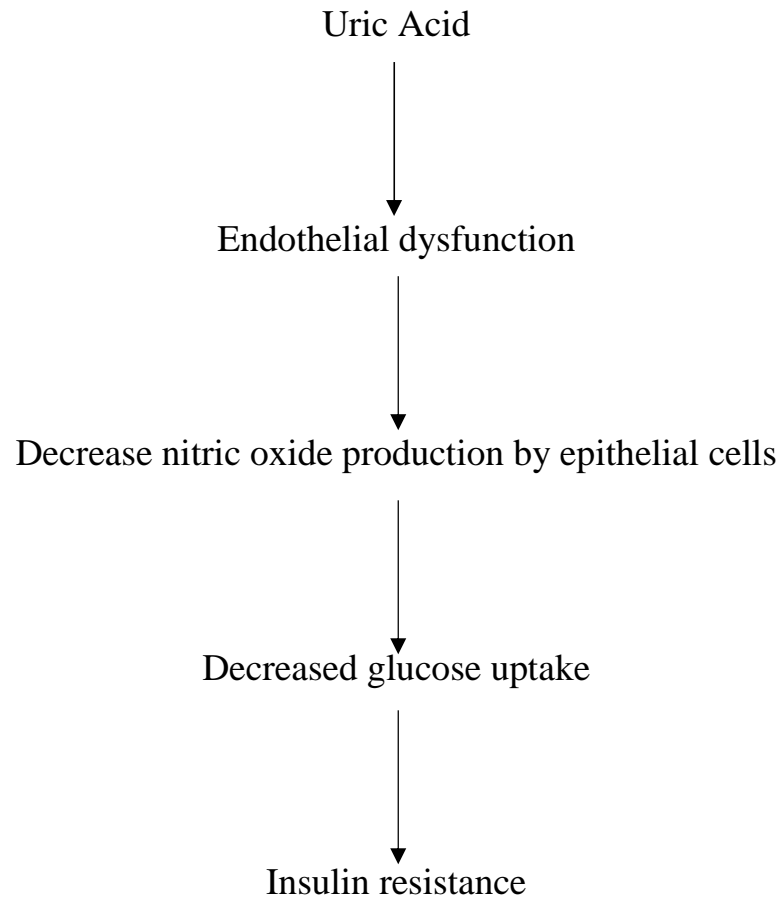 Uric Acid
Endothelial dysfunction
Decrease nitric oxide production by epithelial cells
Decreased glucose uptake
Insulin resistance